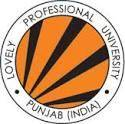 LOVELY PROFESSIONAL UNIVERSITY
PUNJAB (INDIA)